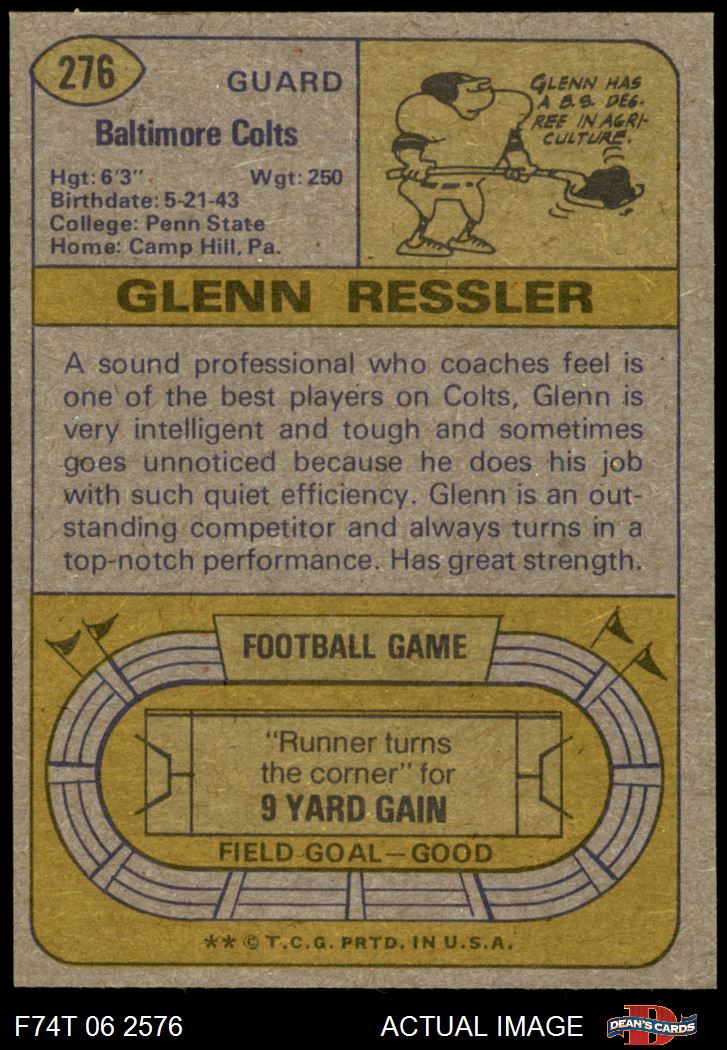 276
GUARD
Baltimore Colts
Hgt: 6'3". Wgt: 250
Birthdate: 5-21-43
College: Penn State
Home: Camp Hill, Pa.
GLENN HAS
A B.S. DEG-
REE IN AGRI-
CULTURE.
GLENN RESSLER
A sound professional who coaches feel is
one of the best players on Colts, Glenn is
very intelligent and tough and sometimes
goes unnoticed because he does his job
with such quiet efficiency. Glenn is an out-
standing competitor and always turns in a
top-notch performance. Has great strength.
FOOTBALL GAME
"Runner turns
the corner" for
9 YARD GAIN
FIELD GOAL—GOOD
** © T.C.G. PRTD. IN U.S.A.
F74T 06 2576
ACTUAL IMAGE
DEAN'S CARDS